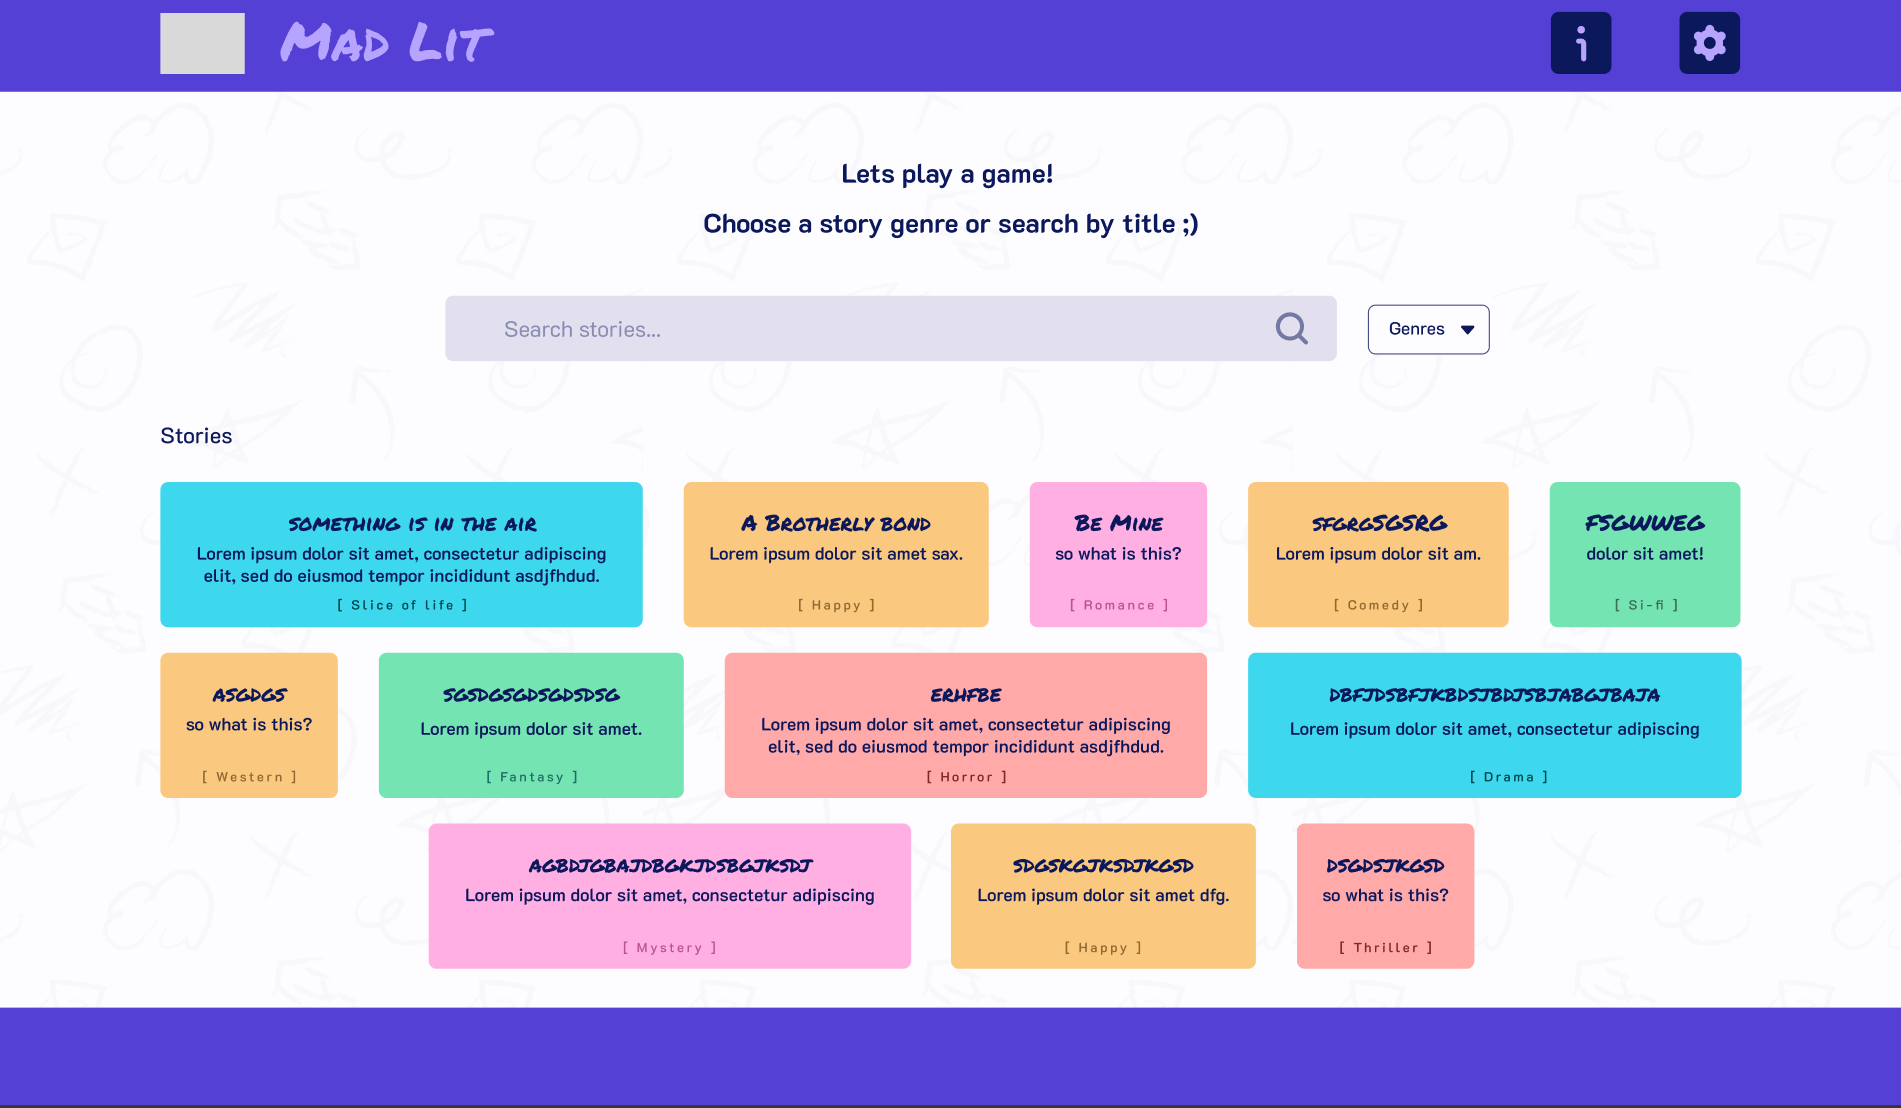 Mad Lit
Lets play a game!
Choose a story genre or search by title ;)
Search stories...
Genres
Stories
something is in the air
Lorem ipsum dolor sit amet, consectetur adipiscing
elit, sed do eiusmod tempor incididunt asdjfhdud.
[ Slice of life ]
A Brotherly bond
Lorem ipsum dolor sit amet sax.
[ Happy ]
Be Mine
so what is this?
[ Romance ]
sfgrgSGSRG
Lorem ipsum dolor sit am.
[ Comedy ]
FSGWWEG
dolor sit amet!
[ Si-fi ]
asgdgs
so what is this?
[ Western ]
sgsdgsgdsgdsdsg
Lorem ipsum dolor sit amet.
[ Fantasy ]
erhfbe
Lorem ipsum dolor sit amet, consectetur adipiscing
elit, sed do eiusmod tempor incididunt asdjfhdud.
[ Horror ]
dbfjdsbfjkbdsjbdjsbjabgjbaja
Lorem ipsum dolor sit amet, consectetur adipiscing
[ Drama ]
agbdjgbajdbgkjdsbgjksdj
Lorem ipsum dolor sit amet, consectetur adipiscing
[ Mystery ]
sdgskgjksdjkgsd
Lorem ipsum dolor sit amet dfg.
[ Happy ]
dsgdsjkgsd
so what is this?
[ Thriller ]